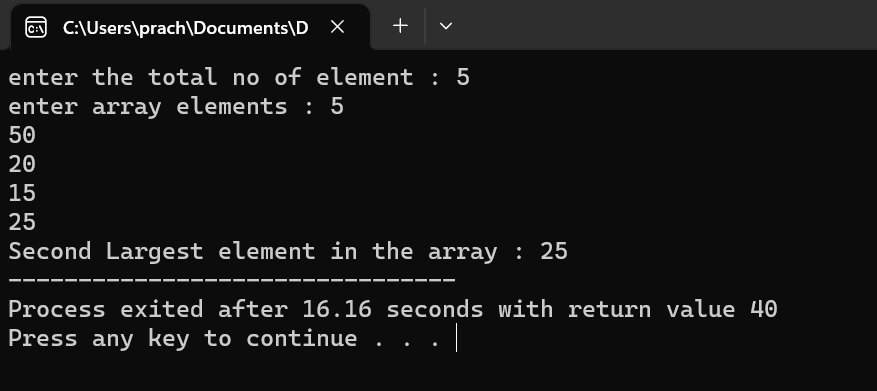 C:\Users\prach\Documents\D
enter the total no of element : 5
enter array elements : 5
50
20
15
25
Second Largest element in the array : 25
--------------------------------
Process exited after 16.16 seconds with return value 40
Press any key to continue . . .